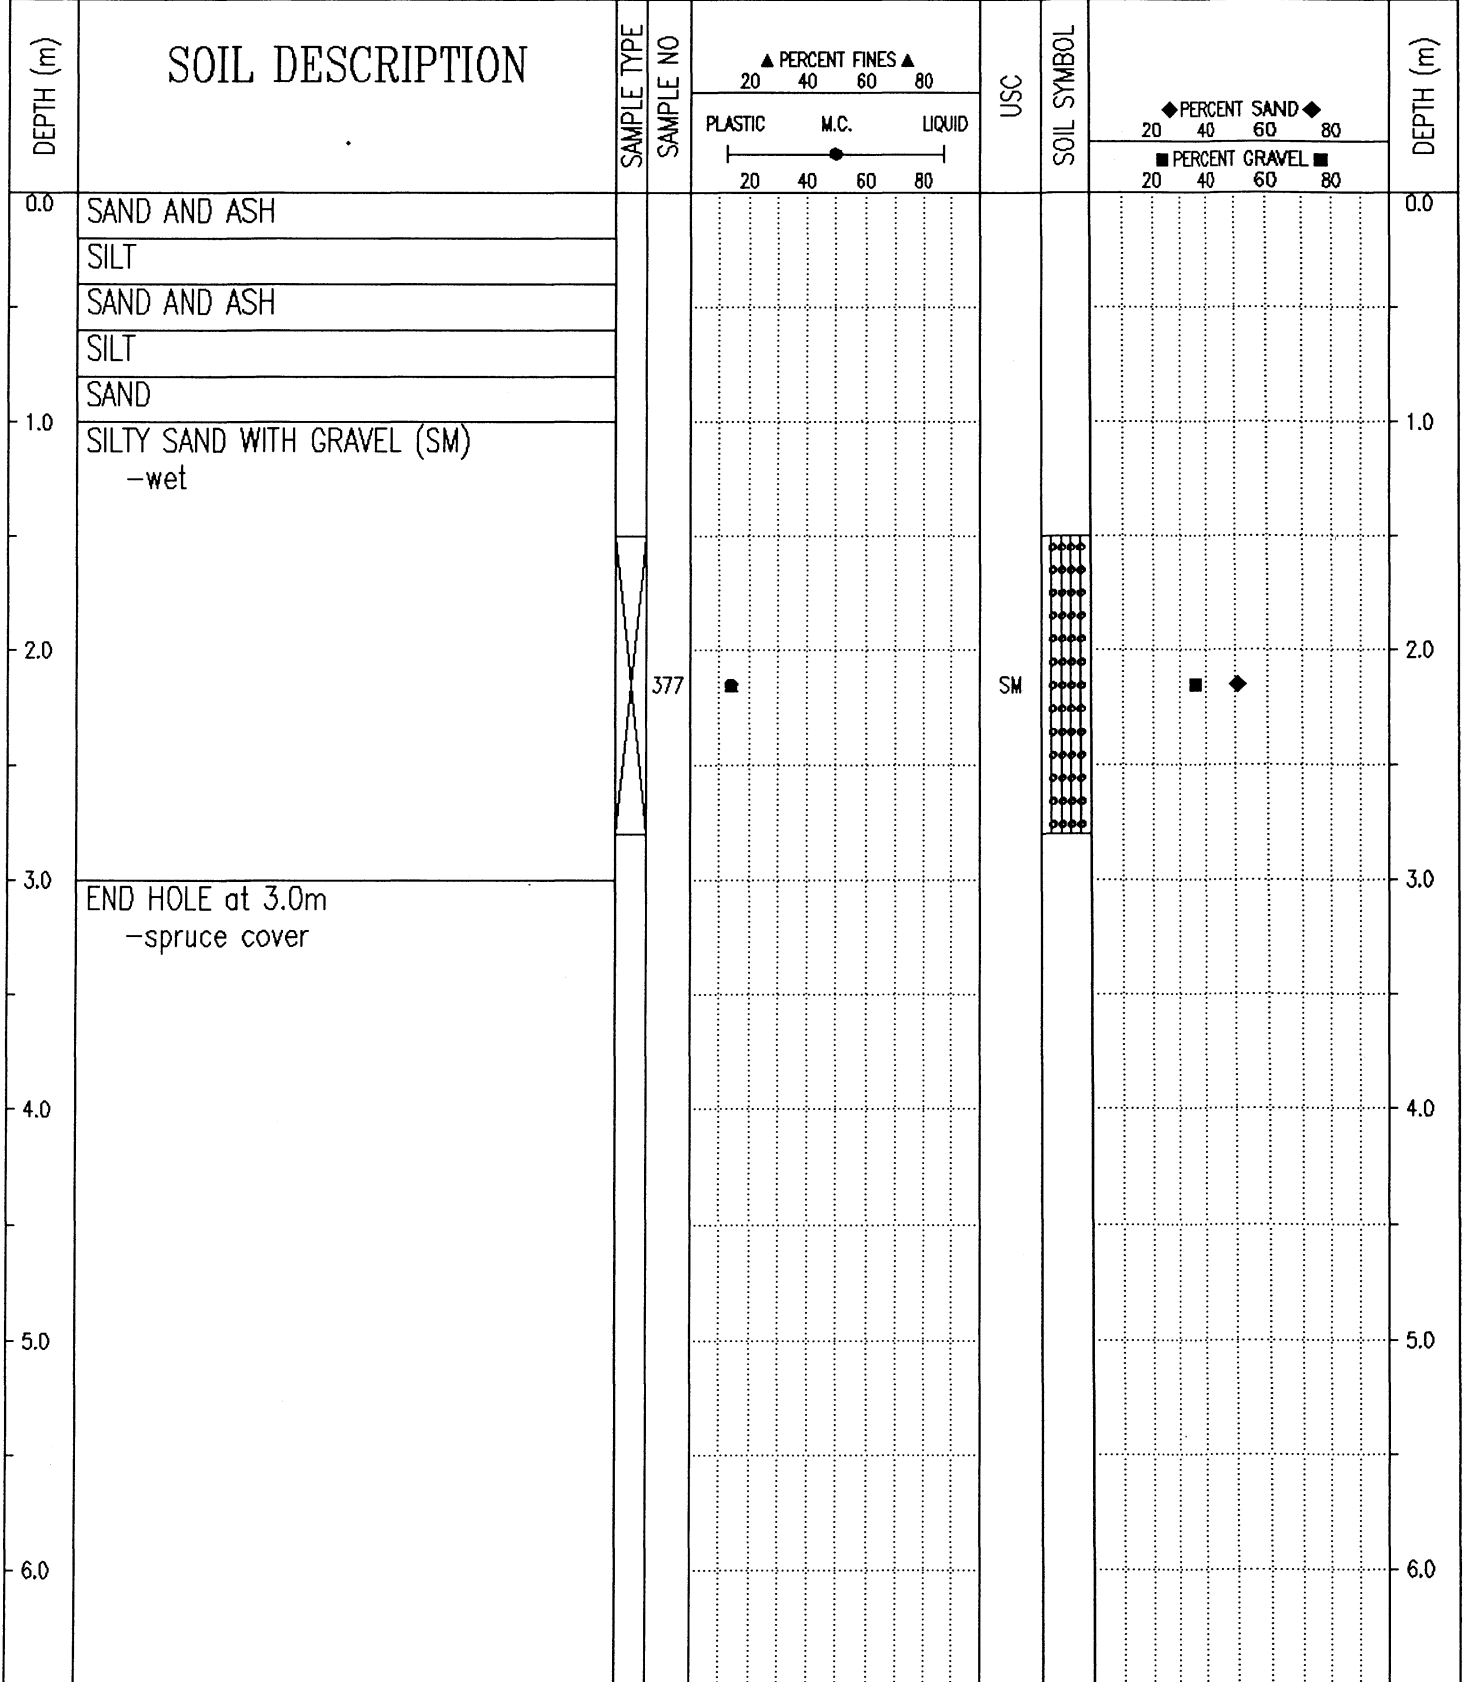 DEPTH (m)
SOIL DESCRIPTION
SAMPLE TYPE
SAMPLE NO
▲ PERCENT FINES ▲
20 40 60 80
PLASTIC M.C. LIQUID
20 40 60 80
USC
SOIL SYMBOL
◆ PERCENT SAND ◆
20 40 60 80
■ PERCENT GRAVEL ■
20 40 60 80
DEPTH (m)
0.0 SAND AND ASH 0.0
SILT
SAND AND ASH
SILT
SAND
1.0 SILTY SAND WITH GRAVEL (SM) 1.0
-wet
2.0 2.0
377 SM
3.0 END HOLE at 3.0m 3.0
-spruce cover
4.0 4.0
5.0 5.0
6.0 6.0